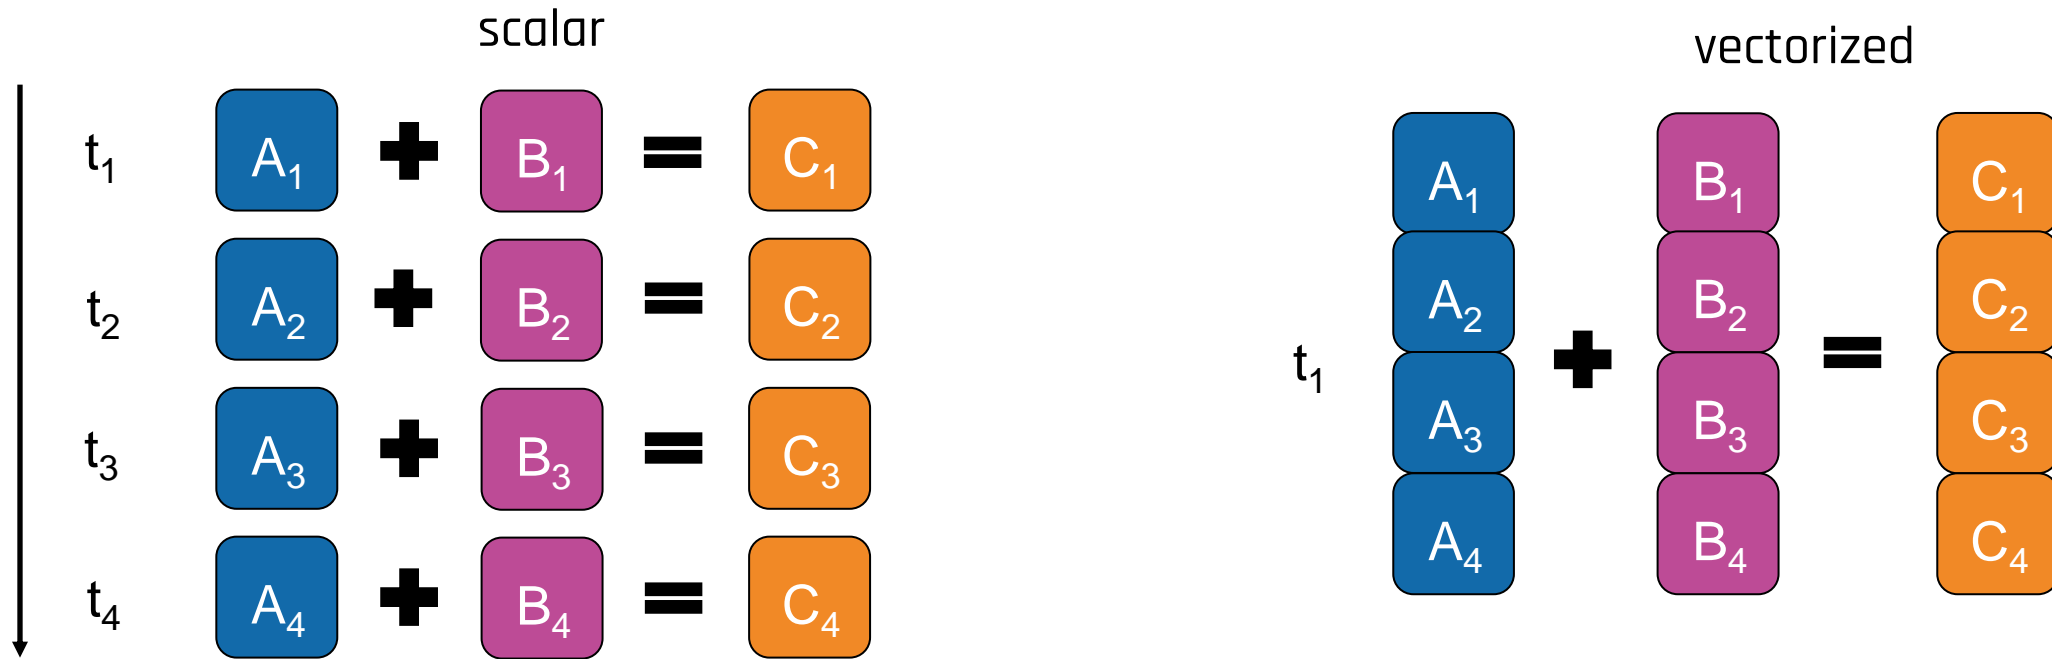 scalar
t₁ A₁ + B₁ = C₁
t₂ A₂ + B₂ = C₂
t₃ A₃ + B₃ = C₃
t₄ A₄ + B₄ = C₄
vectorized
A₁ B₁ C₁
A₂ B₂ C₂
t₁ + =
A₃ B₃ C₃
A₄ B₄ C₄